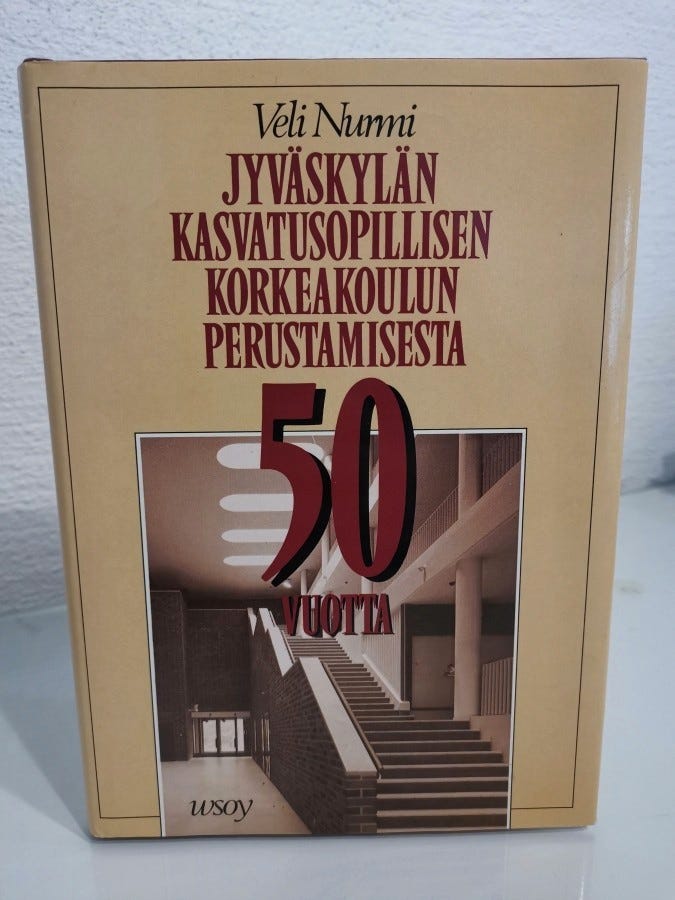 Veli Nurmi
JYVÄSKYLÄN
KASVATUSOPILLISEN
KORKEAKOULUN
PERUSTAMISESTA
50
VUOTTA
wsoy